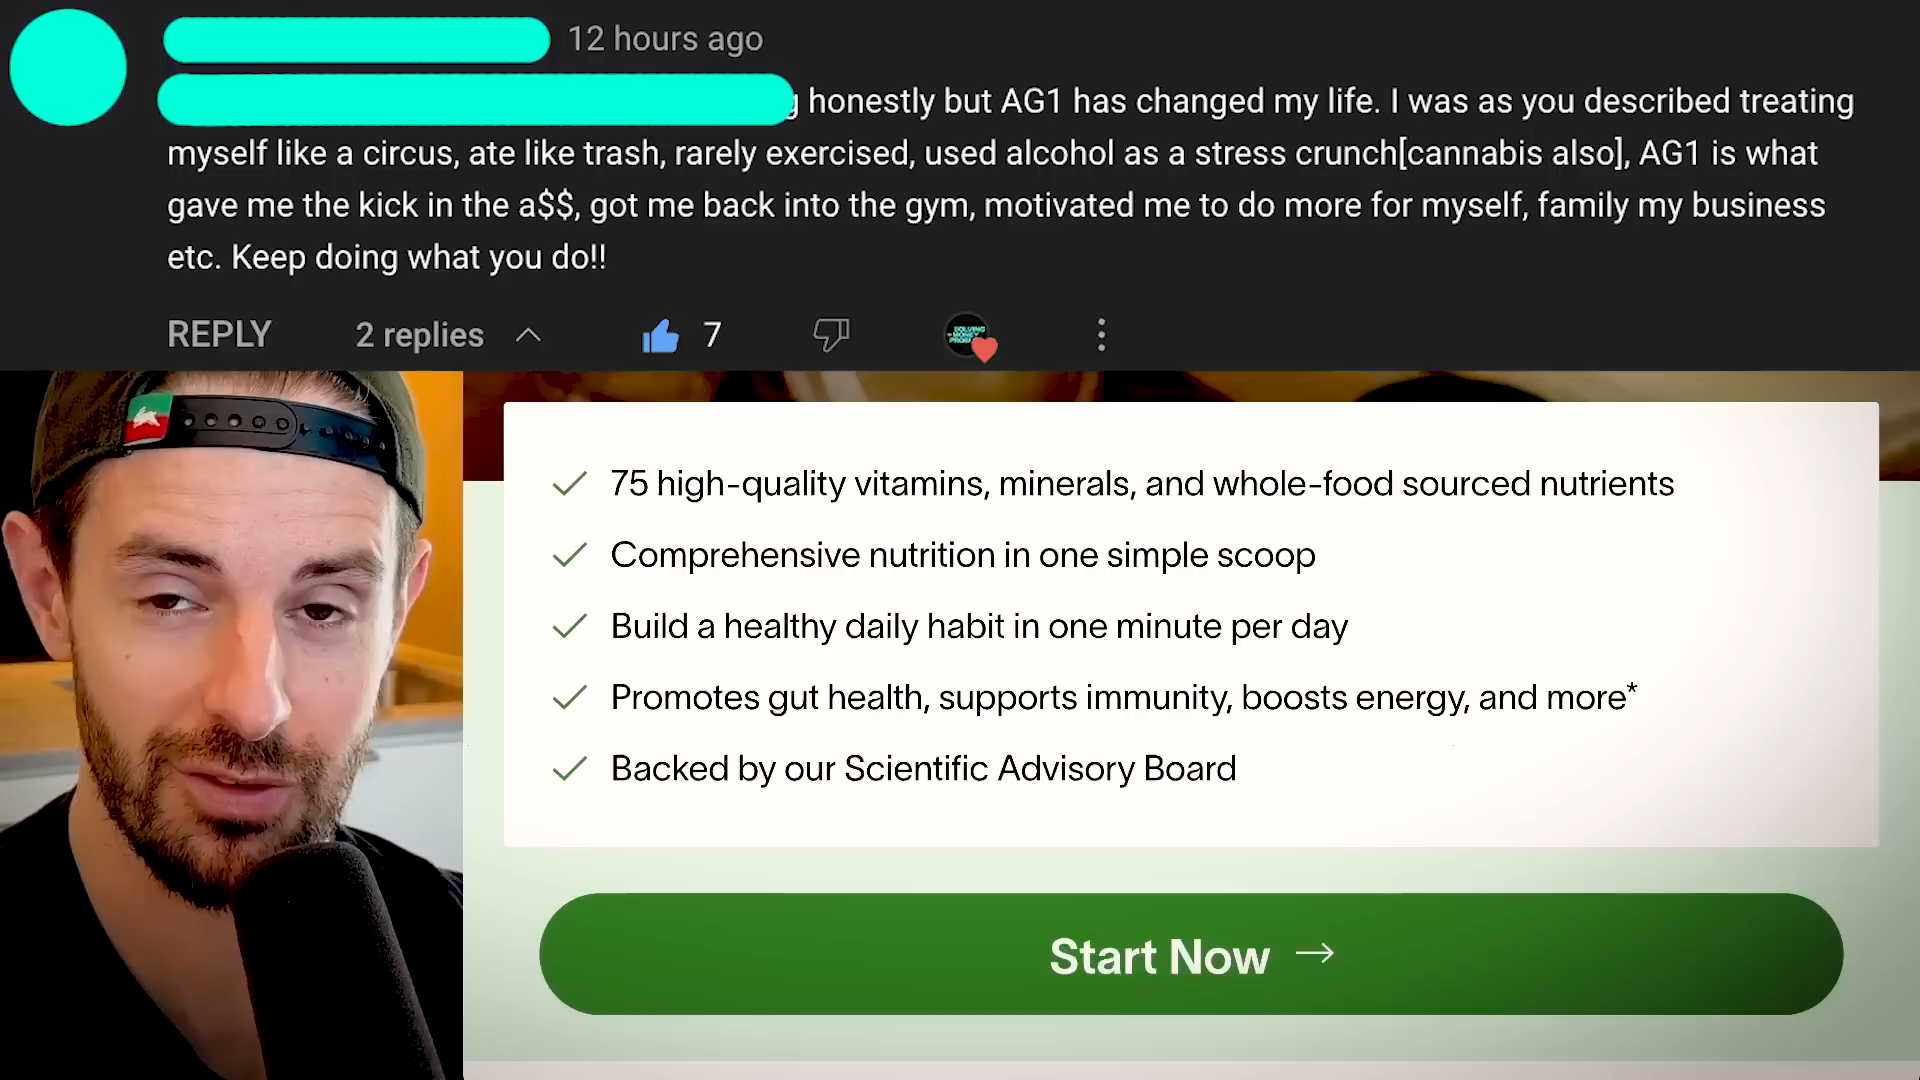 12 hours ago
honestly but AG1 has changed my life. I was as you described treating
myself like a circus, ate like trash, rarely exercised, used alcohol as a stress crunch[cannabis also], AG1 is what
gave me the kick in the a$$, got me back into the gym, motivated me to do more for myself, family my business
etc. Keep doing what you do!!
REPLY 2 replies 7
SOLVING
MONEY
75 high-quality vitamins, minerals, and whole-food sourced nutrients
Comprehensive nutrition in one simple scoop
Build a healthy daily habit in one minute per day
Promotes gut health, supports immunity, boosts energy, and more*
Backed by our Scientific Advisory Board
Start Now →